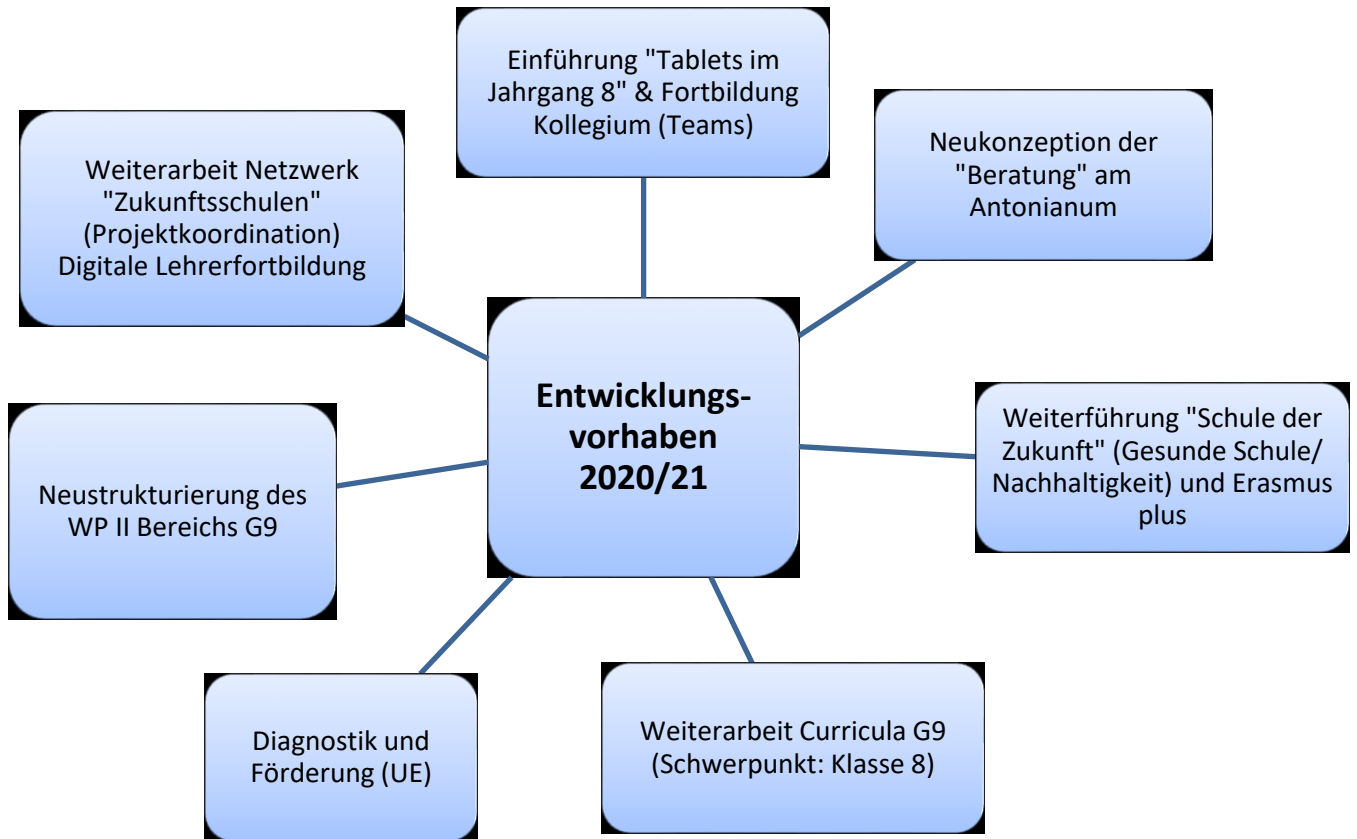 Einführung "Tablets im
Jahrgang 8" & Fortbildung
Kollegium (Teams)
Neukonzeption der
"Beratung" am
Antonianum
Weiterführung "Schule der
Zukunft" (Gesunde Schule/
Nachhaltigkeit) und Erasmus
plus
Weiterarbeit Curricula G9
(Schwerpunkt: Klasse 8)
Diagnostik und
Förderung (UE)
Neustrukturierung des
WP II Bereichs G9
Weiterarbeit Netzwerk
"Zukunftsschulen"
(Projektkoordination)
Digitale Lehrerfortbildung
Entwicklungs-
vorhaben
2020/21